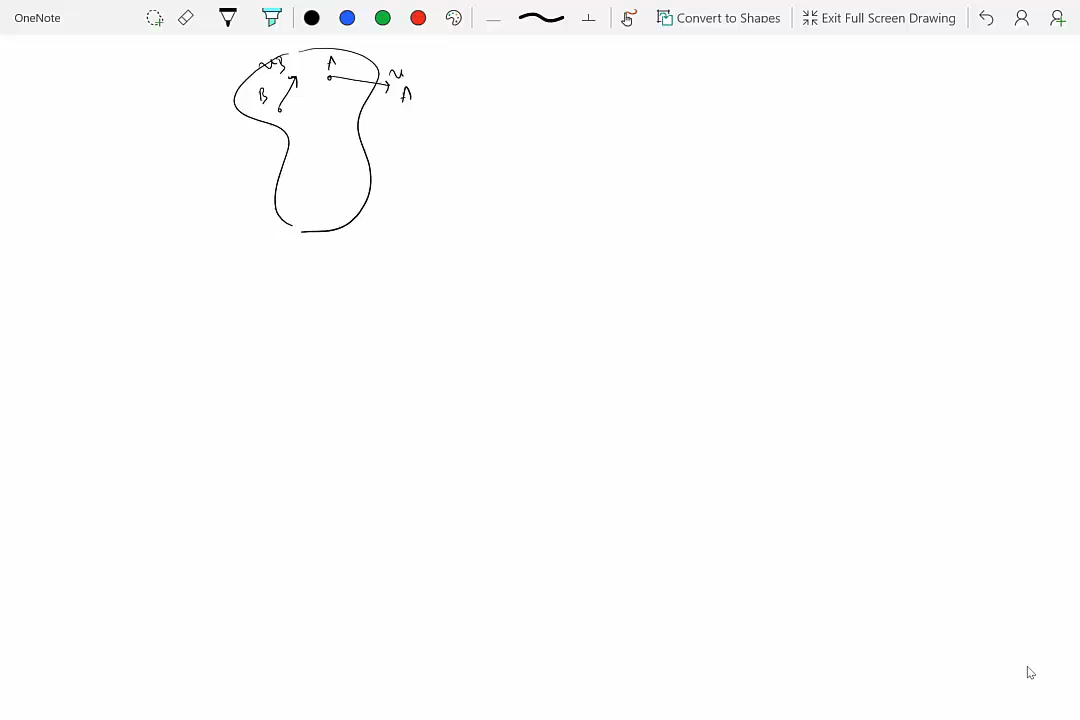 OneNote
Convert to Shapes
Exit Full Screen Drawing
A
B
A